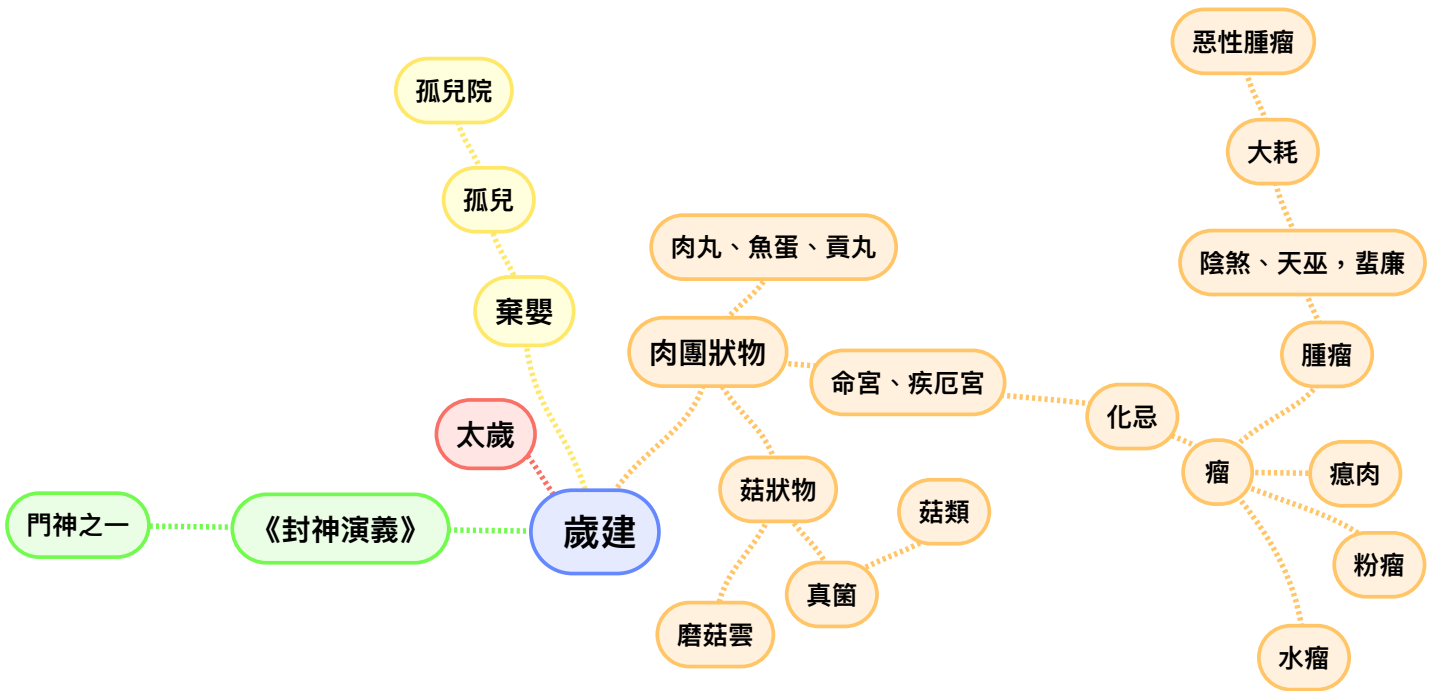 惡性腫瘤
孤兒院
大耗
孤兒
肉丸、魚蛋、貢丸
陰煞、天巫，蜚廉
棄嬰
肉團狀物
腫瘤
命宮、疾厄宮
化忌
太歲
瘤
瘜肉
菇狀物
菇類
門神之一
《封神演義》
歲建
粉瘤
真箘
磨菇雲
水瘤